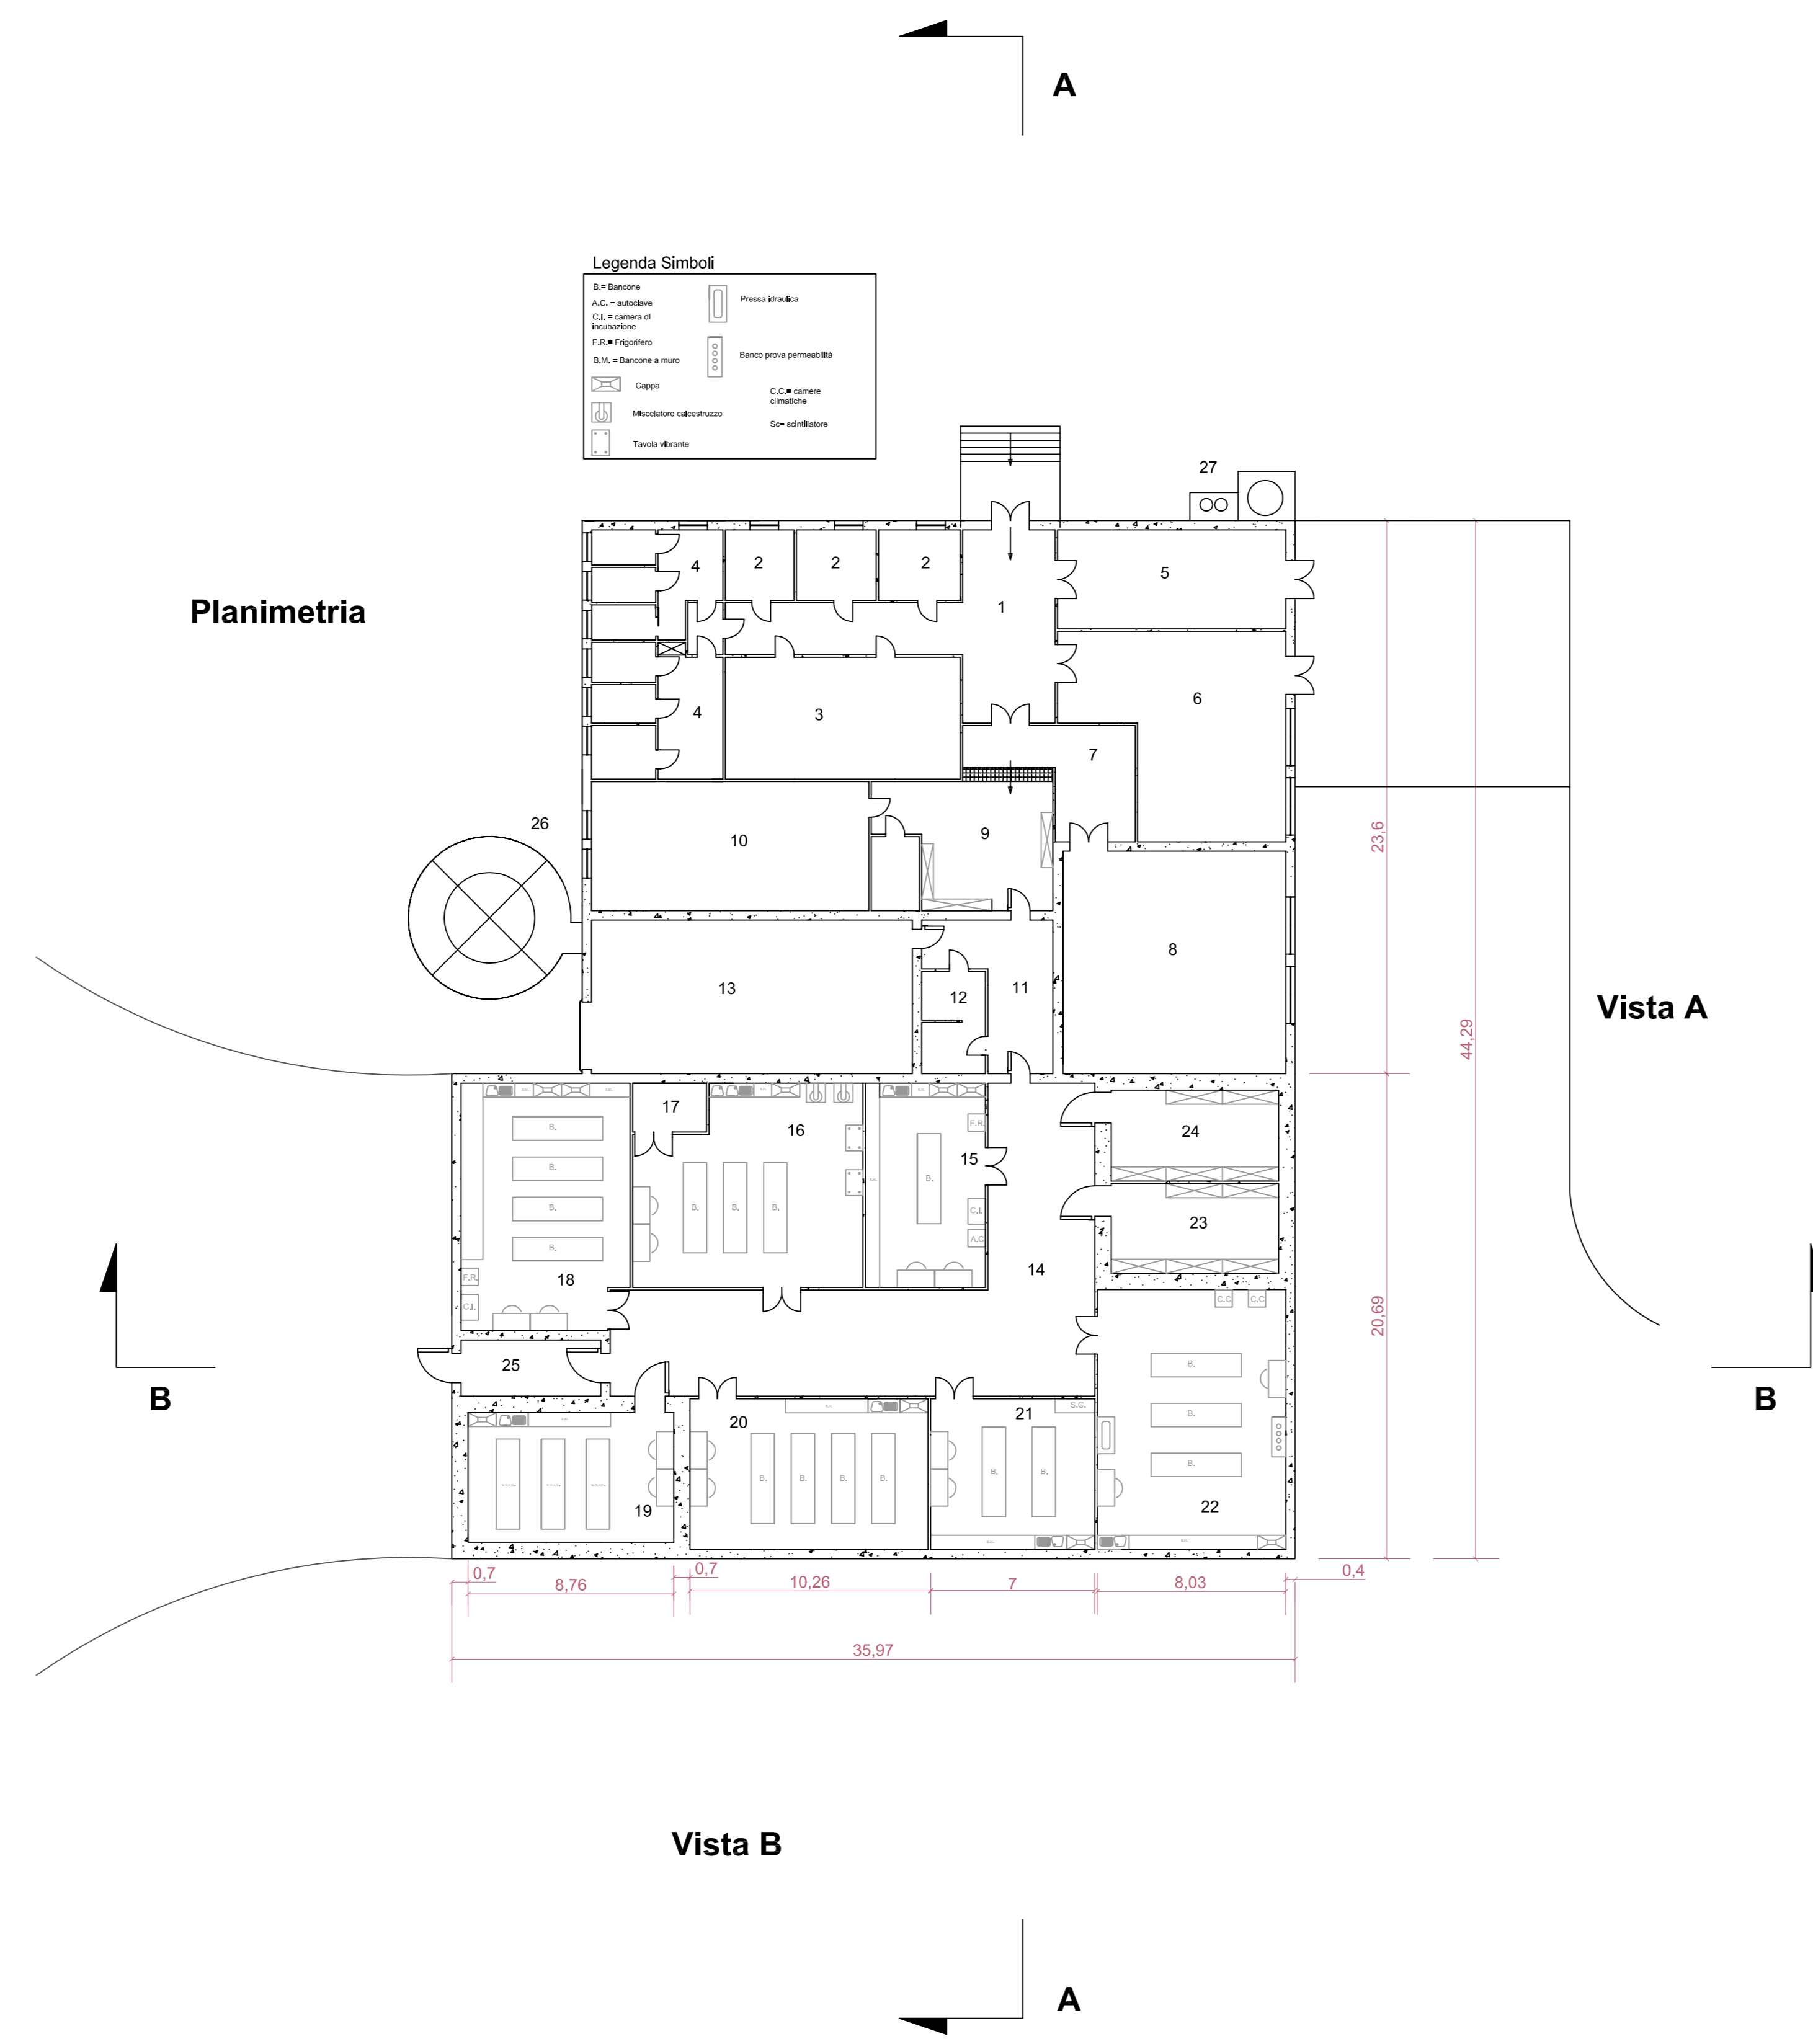 A
Legenda Simboli
B.= Bancone
A.C. = autoclave
C.I. = camera di
incubazione
F.R.= Frigorifero
B.M. = Bancone a muro
Cappa
Miscelatore calcestruzzo
Tavola vibrante
Pressa idraulica
Banco prova permeabilità
C.C.= camere
climatiche
Sc= scintillatore
27
Planimetria
4
2
2
2
5
1
6
4
3
7
26
10
9
23,6
8
13
12
11
Vista A
44,29
17
16
15
F.R.
24
B.
B.
B.
B.
B.
B.
B.
B.
C.I.
A.C
23
18
F.R.
C.I.
14
C.C
C.C
20,69
25
B
B
B.
B.
B.
20
21
S.C.
B.
B.
B.
B.
B.
B.
19
22
0,7
8,76
0,7
10,26
7
8,03
0,4
35,97
Vista B
A